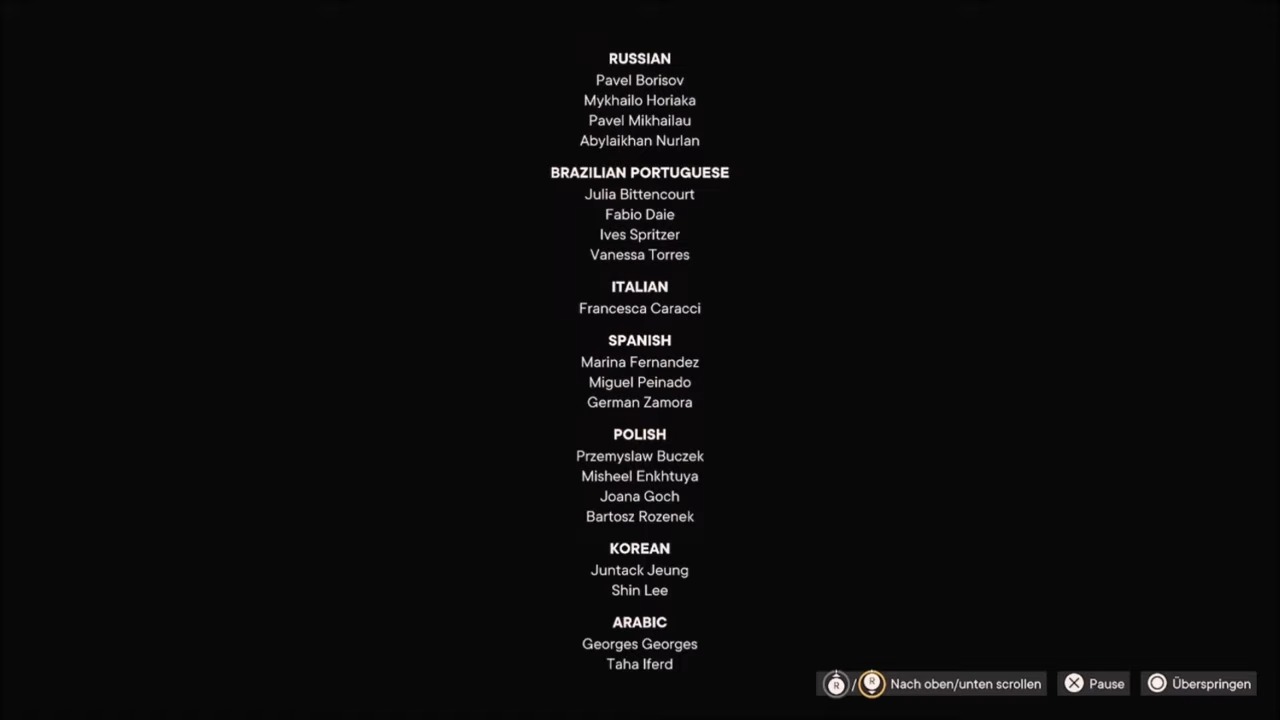 RUSSIAN
Pavel Borisov
Mykhailo Horiaka
Pavel Mikhailau
Abylaikhan Nurlan
BRAZILIAN PORTUGUESE
Julia Bittencourt
Fabio Daie
Ives Spritzer
Vanessa Torres
ITALIAN
Francesca Caracci
SPANISH
Marina Fernandez
Miguel Peinado
German Zamora
POLISH
Przemyslaw Buczek
Misheel Enkhtuya
Joana Goch
Bartosz Rozenek
KOREAN
Juntack Jeung
Shin Lee
ARABIC
Georges Georges
Taha Iferd
R / R Nach oben/unten scrollen Pause Überspringen